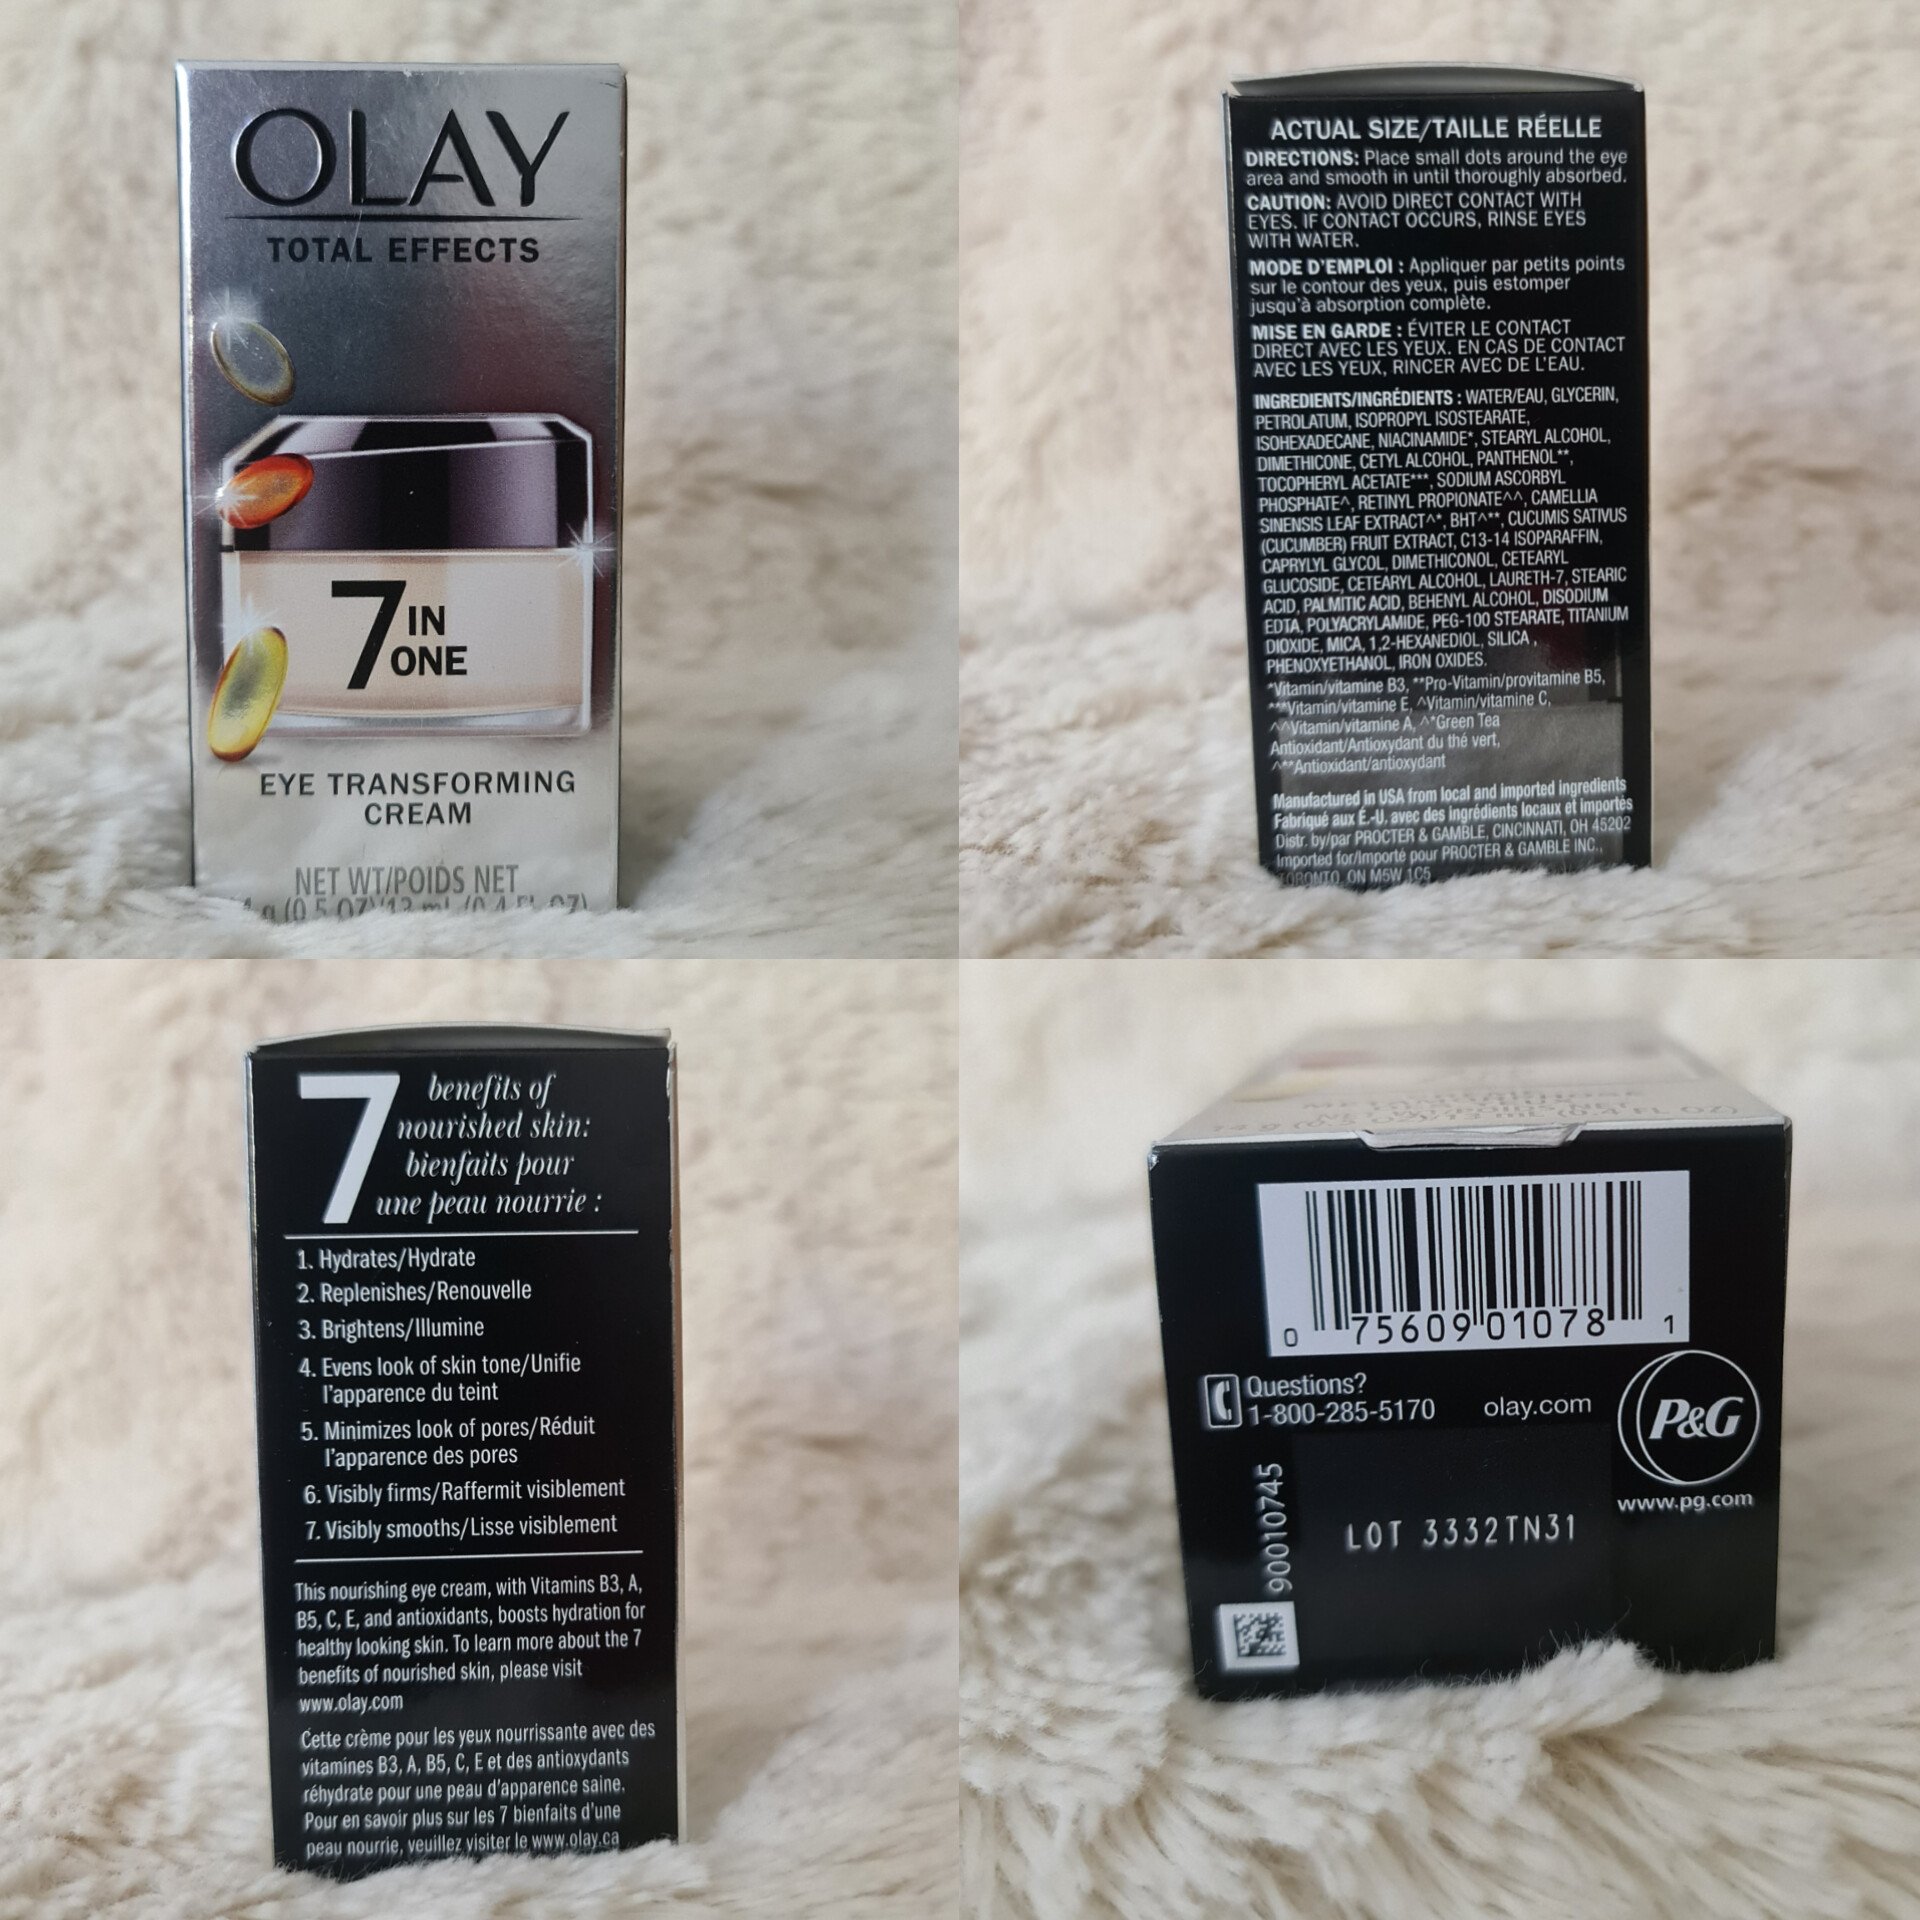 OLAY
TOTAL EFFECTS
7 IN
ONE
EYE TRANSFORMING
CREAM
NET WT/POIDS NET
g (0.5 OZ)/13 mL (0.4 FL OZ)
ACTUAL SIZE/TAILLE RÉELLE
DIRECTIONS: Place small dots around the eye
area and smooth in until thoroughly absorbed.
CAUTION: AVOID DIRECT CONTACT WITH
EYES. IF CONTACT OCCURS, RINSE EYES
WITH WATER.
MODE D'EMPLOI : Appliquer par petits points
sur le contour des yeux, puis estomper
jusqu'à absorption complète.
MISE EN GARDE : ÉVITER LE CONTACT
DIRECT AVEC LES YEUX. EN CAS DE CONTACT
AVEC LES YEUX, RINCER AVEC DE L'EAU.
INGREDIENTS/INGRÉDIENTS : WATER/EAU, GLYCERIN,
PETROLATUM, ISOPROPYL ISOSTEARATE,
ISOHEXADECANE, NIACINAMIDE*, STEARYL ALCOHOL,
DIMETHICONE, CETYL ALCOHOL, PANTHENOL**,
TOCOPHERYL ACETATE***, SODIUM ASCORBYL
PHOSPHATE^, RETINYL PROPIONATE^^, CAMELLIA
SINENSIS LEAF EXTRACT^*, BHT^**, CUCUMIS SATIVUS
(CUCUMBER) FRUIT EXTRACT, C13-14 ISOPARAFFIN,
CAPRYLYL GLYCOL, DIMETHICONOL, CETEARYL
GLUCOSIDE, CETEARYL ALCOHOL, LAURETH-7, STEARIC
ACID, PALMITIC ACID, BEHENYL ALCOHOL, DISODIUM
EDTA, POLYACRYLAMIDE, PEG-100 STEARATE, TITANIUM
DIOXIDE, MICA, 1,2-HEXANEDIOL, SILICA ,
PHENOXYETHANOL, IRON OXIDES.
*Vitamin/vitamine B3, **Pro-Vitamin/provitamine B5,
***Vitamin/vitamine E, ^Vitamin/vitamine C,
^^Vitamin/vitamine A, ^*Green Tea
Antioxidant/Antioxydant du thé vert,
^**Antioxidant/antioxydant
Manufactured in USA from local and imported ingredients
Fabriqué aux É.-U. avec des ingrédients locaux et importés
Distr. by/par PROCTER & GAMBLE, CINCINNATI, OH 45202
Imported for/Importé pour PROCTER & GAMBLE INC.,
TORONTO, ON M5W 1C5
7 benefits of
nourished skin:
bienfaits pour
une peau nourrie :
1. Hydrates/Hydrate
2. Replenishes/Renouvelle
3. Brightens/Illumine
4. Evens look of skin tone/Unifie
l'apparence du teint
5. Minimizes look of pores/Réduit
l'apparence des pores
6. Visibly firms/Raffermit visiblement
7. Visibly smooths/Lisse visiblement
This nourishing eye cream, with Vitamins B3, A,
B5, C, E, and antioxidants, boosts hydration for
healthy looking skin. To learn more about the 7
benefits of nourished skin, please visit
www.olay.com
Cette crème pour les yeux nourrissante avec des
vitamines B3, A, B5, C, E et des antioxydants
réhydrate pour une peau d'apparence saine.
Pour en savoir plus sur les 7 bienfaits d'une
peau nourrie, veuillez visiter le www.olay.ca
0 75609 01078 1
Questions?
1-800-285-5170
olay.com
P&G
www.pg.com
90010745
LOT 3332TN31